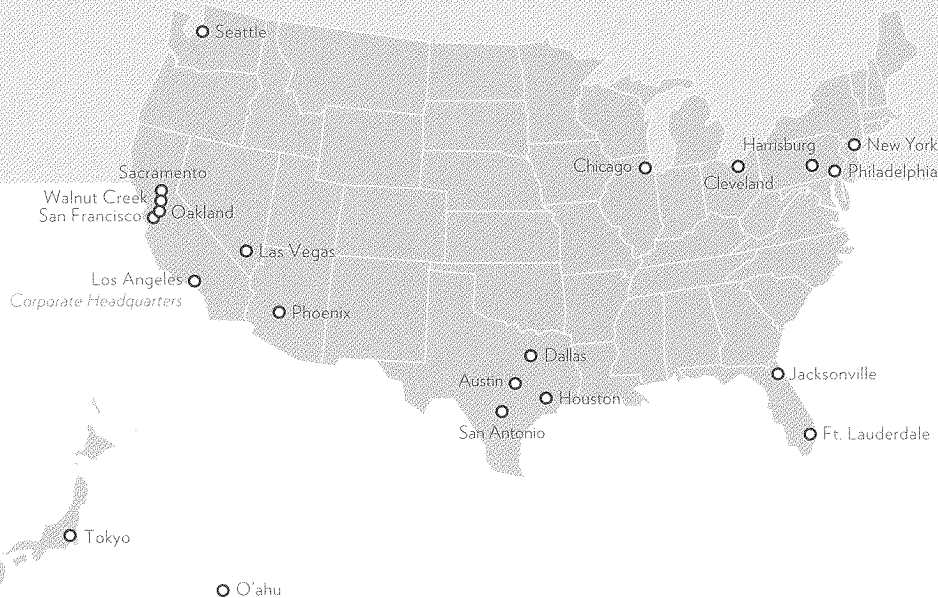 Seattle
Harrisburg
New York
Chicago
Cleveland
Philadelphia
Sacramento
Walnut Creek
San Francisco
Oakland
Las Vegas
Los Angeles
Corporate Headquarters
Phoenix
Dallas
Austin
Houston
San Antonio
Jacksonville
Ft. Lauderdale
Tokyo
O'ahu